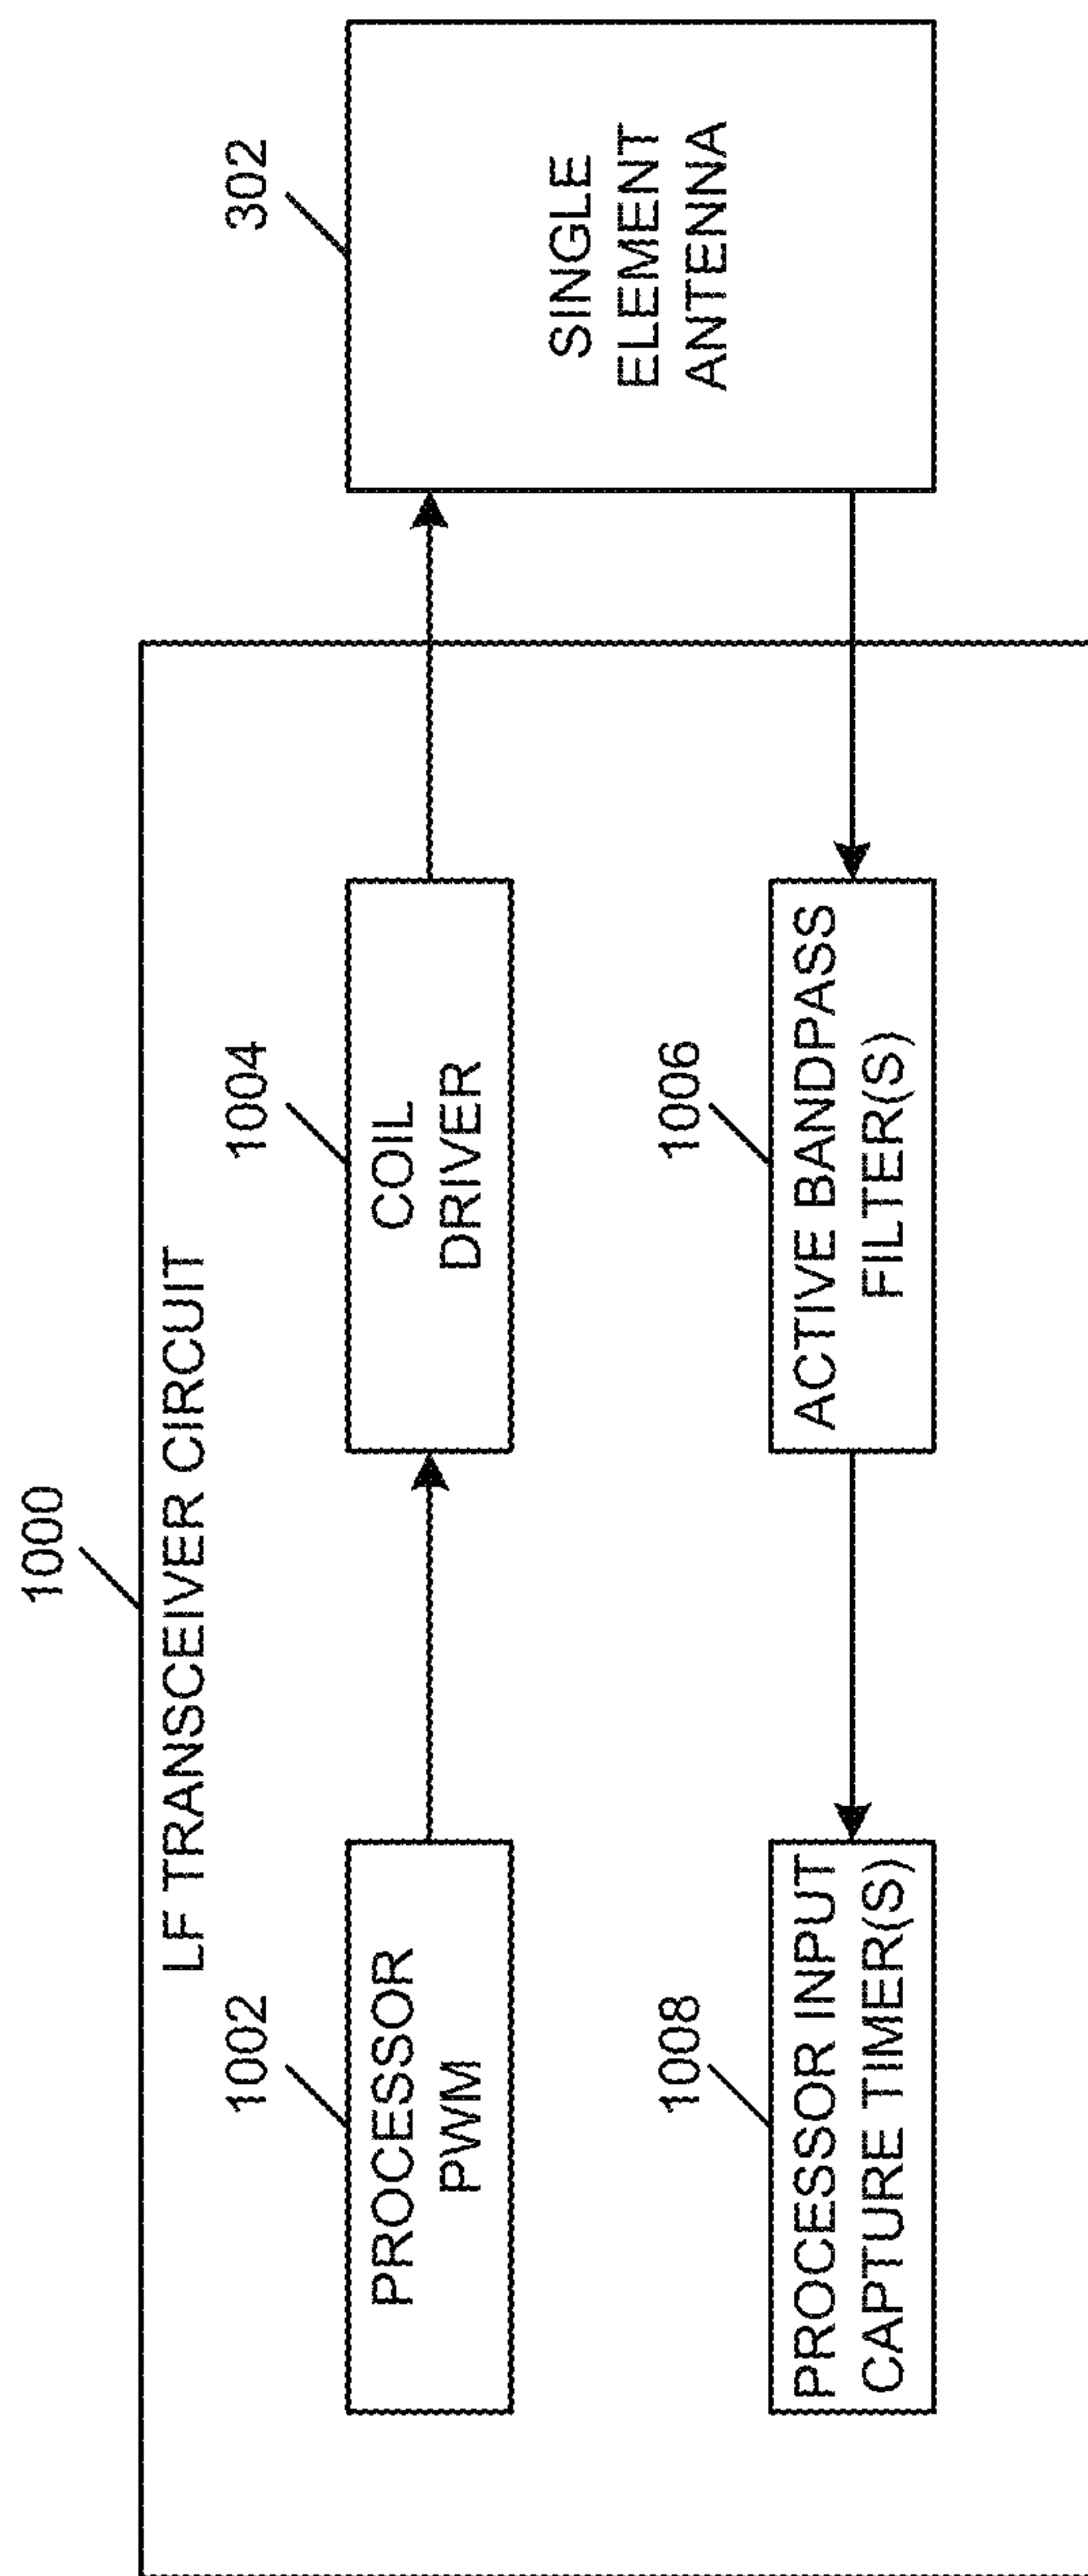 1000
LF TRANSCEIVER CIRCUIT
1002
PROCESSOR
PWM
1004
COIL
DRIVER
302
SINGLE
ELEMENT
ANTENNA
1008
PROCESSOR INPUT
CAPTURE TIMER(S)
1006
ACTIVE BANDPASS
FILTER(S)